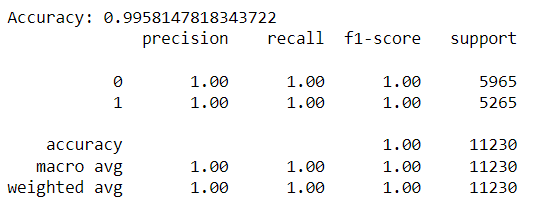 Accuracy: 0.9958147818343722
precision recall f1-score support
0 1.00 1.00 1.00 5965
1 1.00 1.00 1.00 5265
accuracy 1.00 11230
macro avg 1.00 1.00 1.00 11230
weighted avg 1.00 1.00 1.00 11230